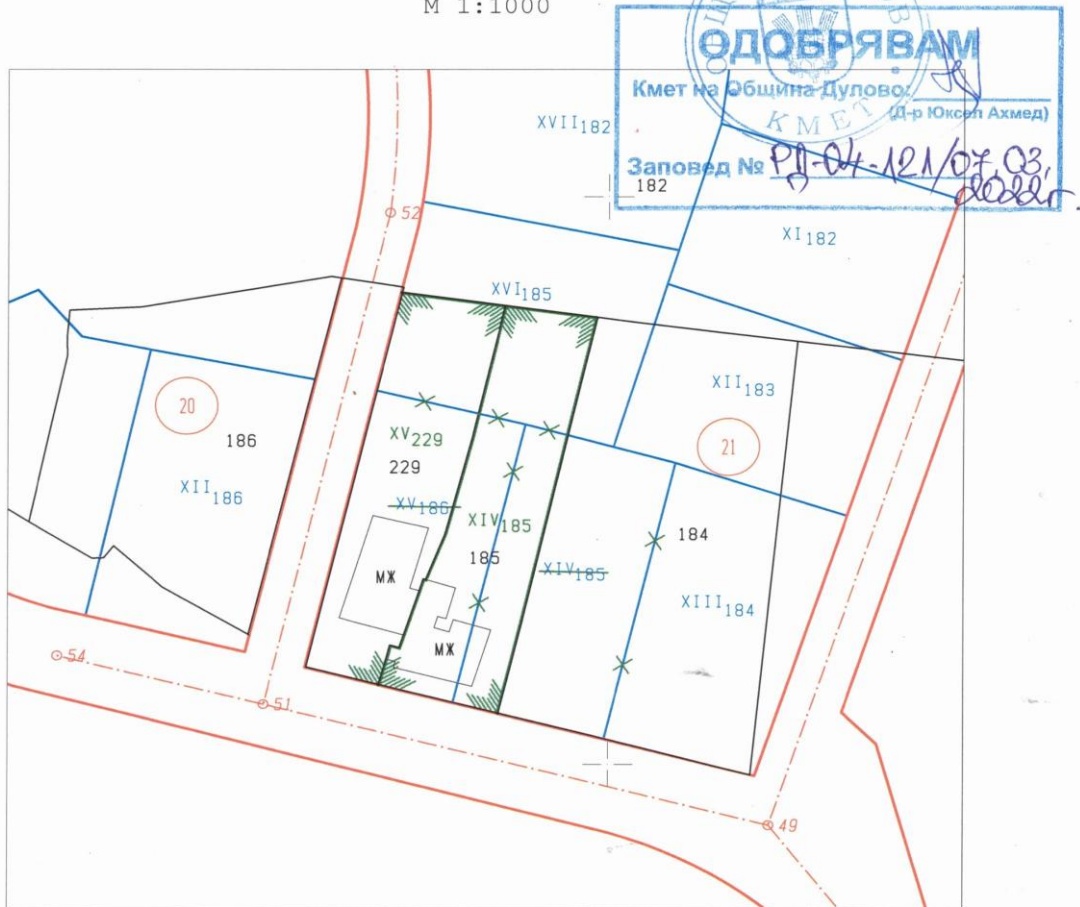 М 1:1000
ОДОБРЯВАМ
Кмет на Община Дулово:
(Д-р Юксел Ахмед)
КМЕТ
Заповед № РД-04-121/07.03.
2022г.
XVII182
182
52
XI182
XVI185
XII183
20
21
186
XV229
229
XII186
XV186
XIV185
185
184
XIV185
МЖ
XIII184
МЖ
54
51
49